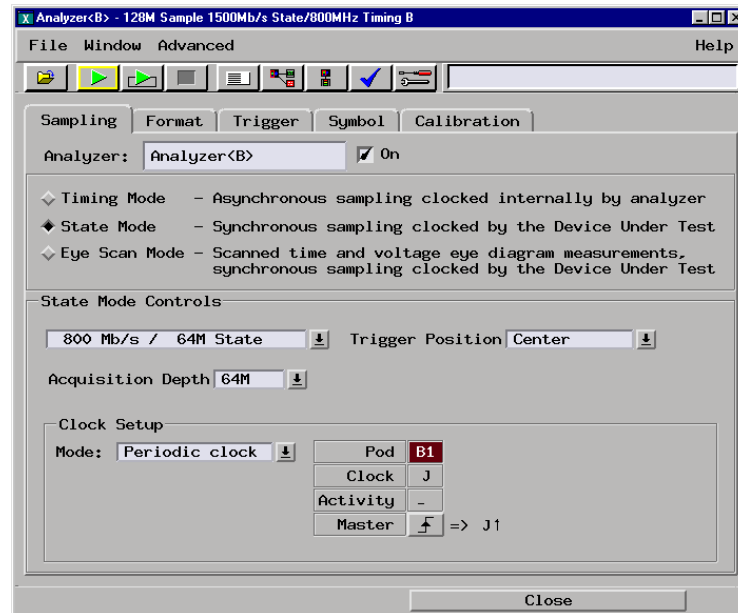 Analyzer<B> - 128M Sample 1500Mb/s State/800MHz Timing B
File Window Advanced Help
Sampling Format Trigger Symbol Calibration
Analyzer: Analyzer<B> On
Timing Mode - Asynchronous sampling clocked internally by analyzer
State Mode - Synchronous sampling clocked by the Device Under Test
Eye Scan Mode - Scanned time and voltage eye diagram measurements,
synchronous sampling clocked by the Device Under Test
State Mode Controls
800 Mb/s / 64M State Trigger Position Center
Acquisition Depth 64M
Clock Setup
Mode: Periodic clock Pod B1
Clock J
Activity -
Master => J↑
Close